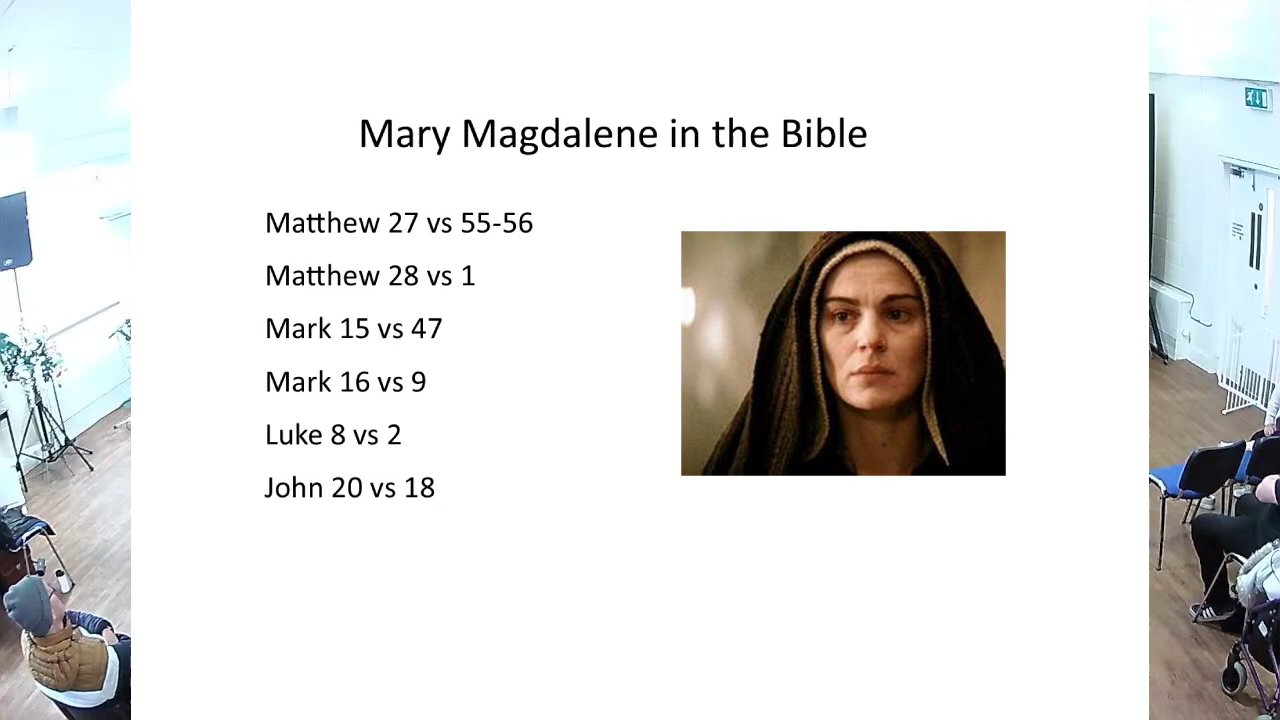 Mary Magdalene in the Bible
Matthew 27 vs 55-56
Matthew 28 vs 1
Mark 15 vs 47
Mark 16 vs 9
Luke 8 vs 2
John 20 vs 18